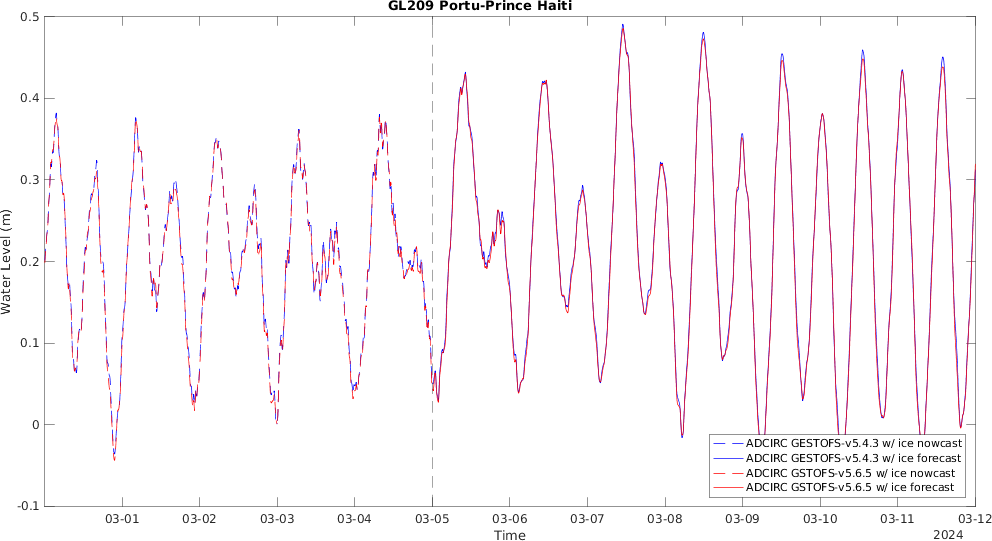 GL209 Portu-Prince Haiti
Water Level (m)
0.5
0.4
0.3
0.2
0.1
0
-0.1
03-01 03-02 03-03 03-04 03-05 03-06 03-07 03-08 03-09 03-10 03-11 03-12
Time
2024
ADCIRC GESTOFS-v5.4.3 w/ ice nowcast
ADCIRC GESTOFS-v5.4.3 w/ ice forecast
ADCIRC GSTOFS-v5.6.5 w/ ice nowcast
ADCIRC GSTOFS-v5.6.5 w/ ice forecast